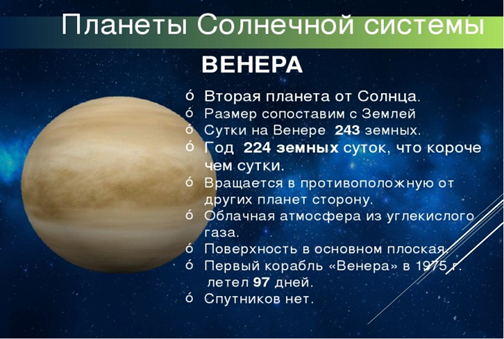 Планеты Солнечной системы
ВЕНЕРА
ό Вторая планета от Солнца.
ό Размер сопоставим с Землей
ό Сутки на Венере 243 земных.
ό Год 224 земных суток, что короче
чем сутки.
ό Вращается в противоположную от
других планет сторону.
ό Облачная атмосфера из углекислого
газа.
ό Поверхность в основном плоская.
ό Первый корабль «Венера» в 1975 г.
летел 97 дней.
ό Спутников нет.